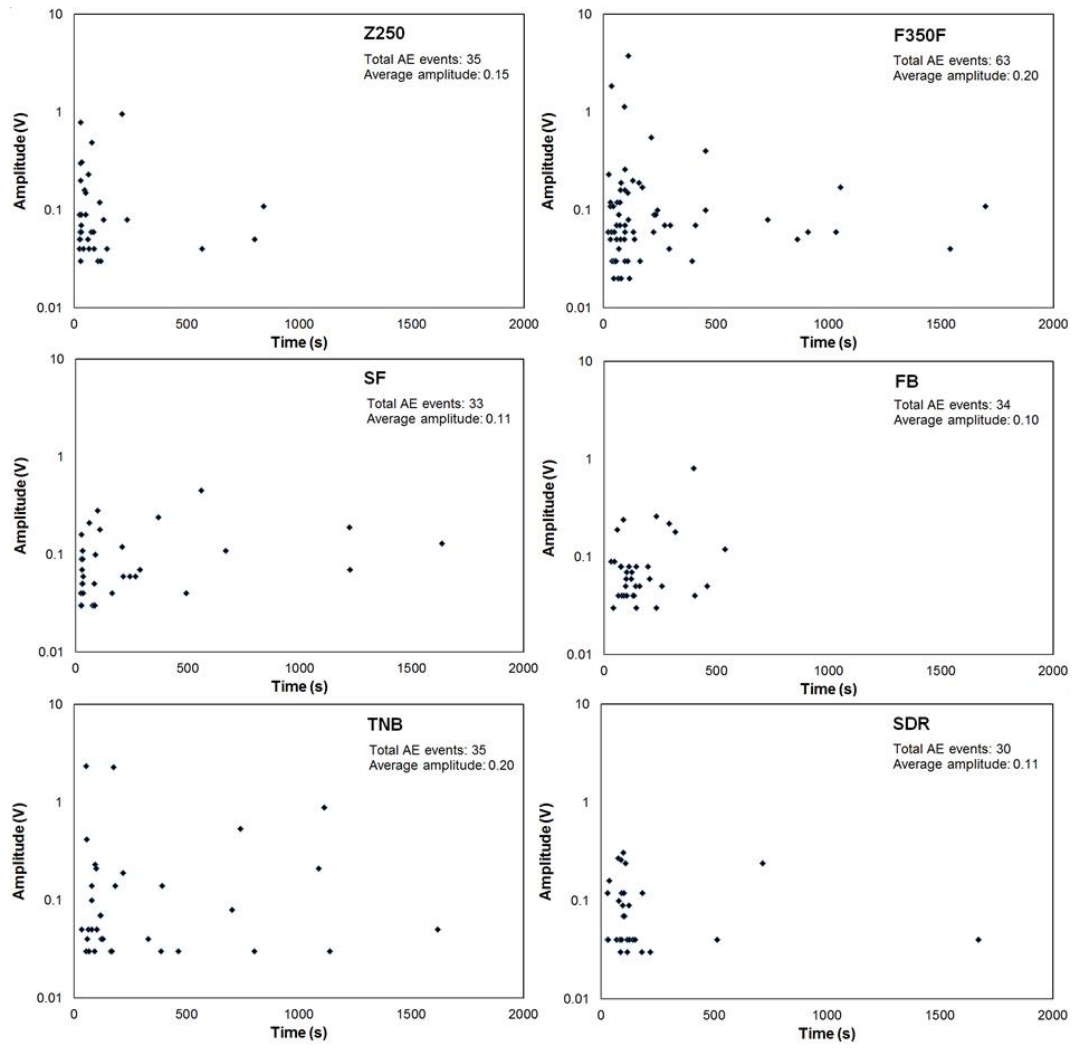 Z250
Total AE events: 35
Average amplitude: 0.15
10
1
0.1
0.01
Amplitude (V)
0
500
1000
1500
2000
Time (s)
F350F
Total AE events: 63
Average amplitude: 0.20
10
1
0.1
0.01
Amplitude (V)
0
500
1000
1500
2000
Time (s)
SF
Total AE events: 33
Average amplitude: 0.11
10
1
0.1
0.01
Amplitude (V)
0
500
1000
1500
2000
Time (s)
FB
Total AE events: 34
Average amplitude: 0.10
10
1
0.1
0.01
Amplitude (V)
0
500
1000
1500
2000
Time (s)
TNB
Total AE events: 35
Average amplitude: 0.20
10
1
0.1
0.01
Amplitude (V)
0
500
1000
1500
2000
Time (s)
SDR
Total AE events: 30
Average amplitude: 0.11
10
1
0.1
0.01
Amplitude (V)
0
500
1000
1500
2000
Time (s)